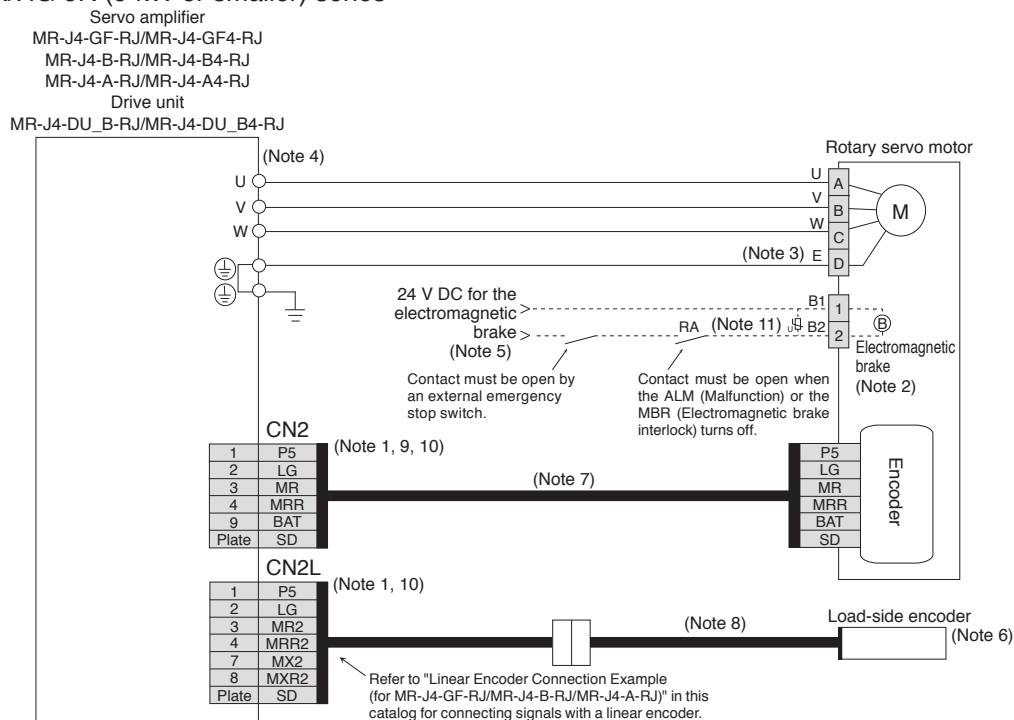 or smaller) series
Servo amplifier
MR-J4-GF-RJ/MR-J4-GF4-RJ
MR-J4-B-RJ/MR-J4-B4-RJ
MR-J4-A-RJ/MR-J4-A4-RJ
Drive unit
MR-J4-DU_B-RJ/MR-J4-DU_B4-RJ
(Note 4)
U
V
W
Rotary servo motor
U A
V B
W C
(Note 3) E D
M
24 V DC for the
electromagnetic
brake
(Note 5)
RA (Note 11) U
B1 1
B2 2
B
Electromagnetic
brake
(Note 2)
Contact must be open by
an external emergency
stop switch.
Contact must be open when
the ALM (Malfunction) or the
MBR (Electromagnetic brake
interlock) turns off.
CN2
(Note 1, 9, 10)
1 P5
2 LG
3 MR
4 MRR
9 BAT
Plate SD
(Note 7)
P5
LG
MR
MRR
BAT
SD
Encoder
CN2L
(Note 1, 10)
1 P5
2 LG
3 MR2
4 MRR2
7 MX2
8 MXR2
Plate SD
(Note 8)
Load-side encoder
(Note 6)
Refer to "Linear Encoder Connection Example
(for MR-J4-GF-RJ/MR-J4-B-RJ/MR-J4-A-RJ)" in this
catalog for connecting signals with a linear encoder.